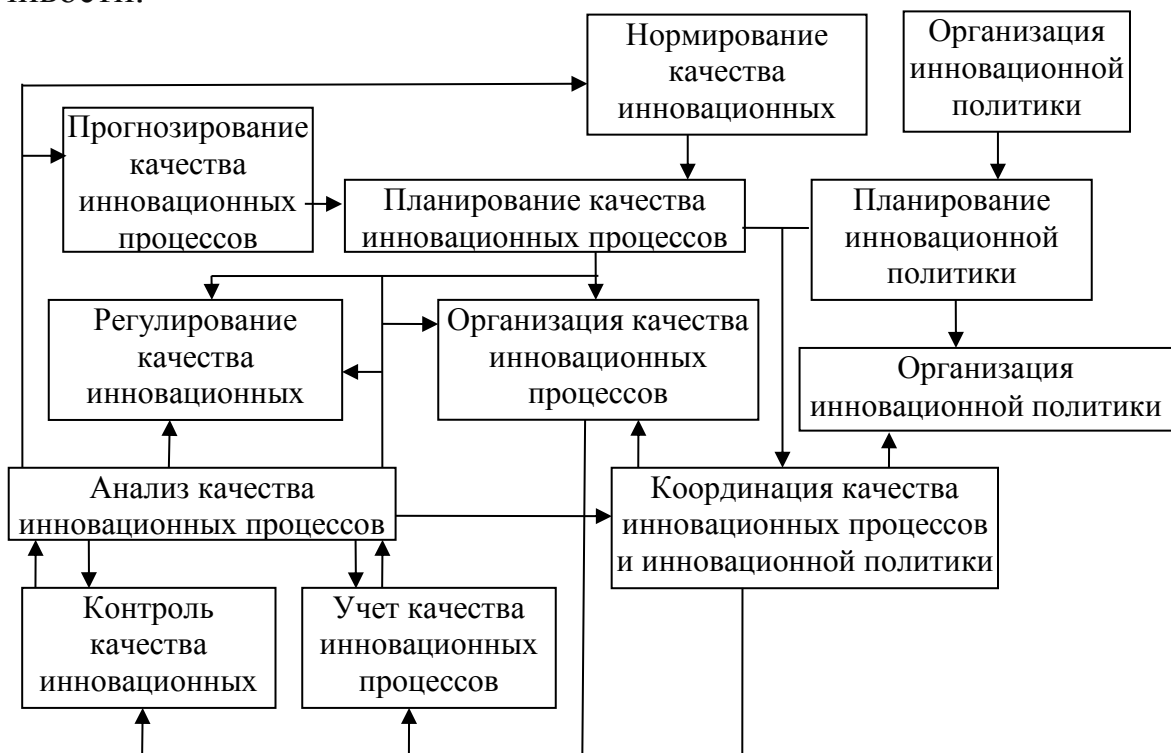 Нормирование
качества
инновационных
Организация
инновационной
политики
Прогнозирование
качества
инновационных
процессов
Планирование качества
инновационных процессов
Планирование
инновационной
политики
Регулирование
качества
инновационных
Организация качества
инновационных
процессов
Организация
инновационной политики
Анализ качества
инновационных процессов
Координация качества
инновационных процессов
и инновационной политики
Контроль
качества
инновационных
Учет качества
инновационных
процессов